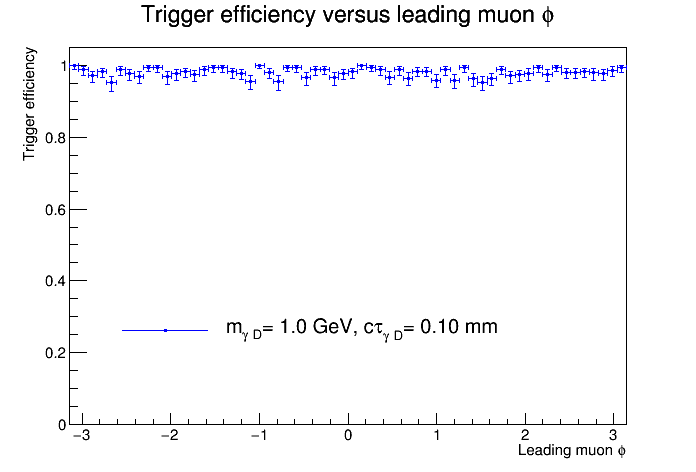 Trigger efficiency versus leading muon ϕ
Trigger efficiency
1
0.8
0.6
0.4
0.2
0
mγ D= 1.0 GeV, cτγ D= 0.10 mm
−3 −2 −1 0 1 2 3
Leading muon ϕ